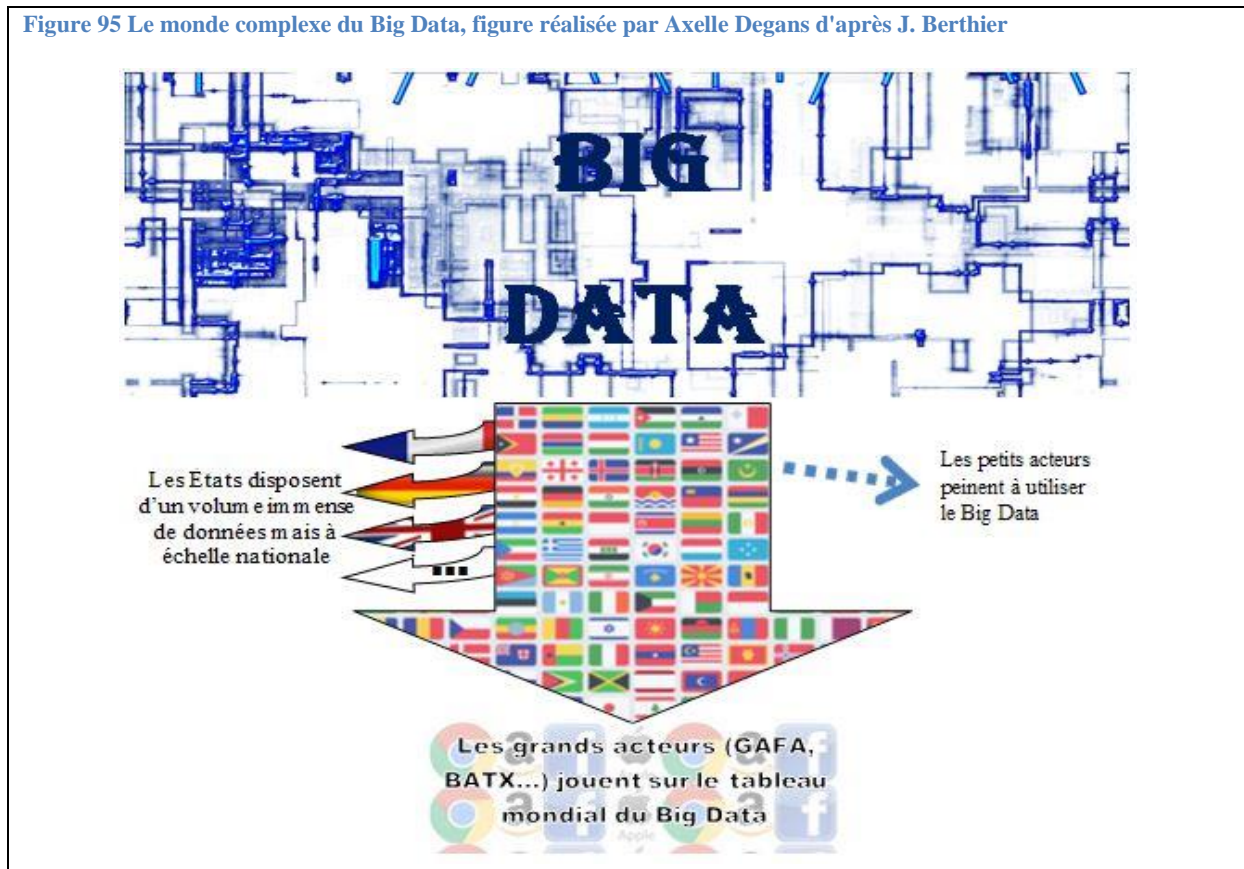 Figure 95 Le monde complexe du Big Data, figure réalisée par Axelle Degans d'après J. Berthier
BIG
DATA
Les États disposent
d'un volume immense
de données mais à
échelle nationale
...
Les petits acteurs
peinent à utiliser
le Big Data
Les grands acteurs (GAFA,
BATX...) jouent sur le tableau
mondial du Big Data
Apple